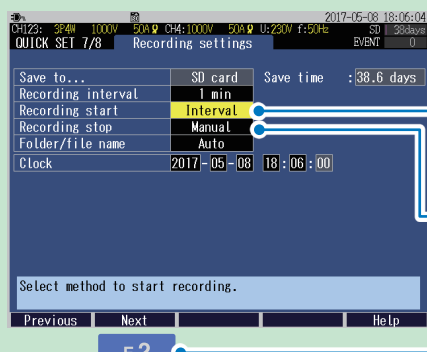 2017-05-08 18:06:04
CH123: 3P4W 1000V 50A CH4:1000V 50A U:230V f:50Hz SD 38days
QUICK SET 7/8 Recording settings EVENT 0
Save to... SD card Save time :38.6 days
Recording interval 1 min
Recording start Interval
Recording stop Manual
Folder/file name Auto
Clock 2017-05-08 18:06:00
Select method to start recording.
Previous Next Help
F2